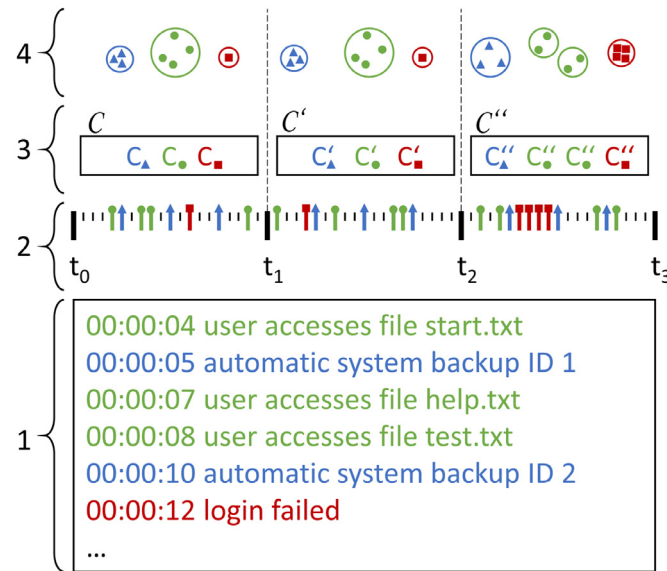 4
3
C C‘ C‘‘
C C C C‘ C‘ C‘ C‘‘ C‘‘ C‘‘ C‘‘
2
t0 t1 t2 t3
1
00:00:04 user accesses file start.txt
00:00:05 automatic system backup ID 1
00:00:07 user accesses file help.txt
00:00:08 user accesses file test.txt
00:00:10 automatic system backup ID 2
00:00:12 login failed
...